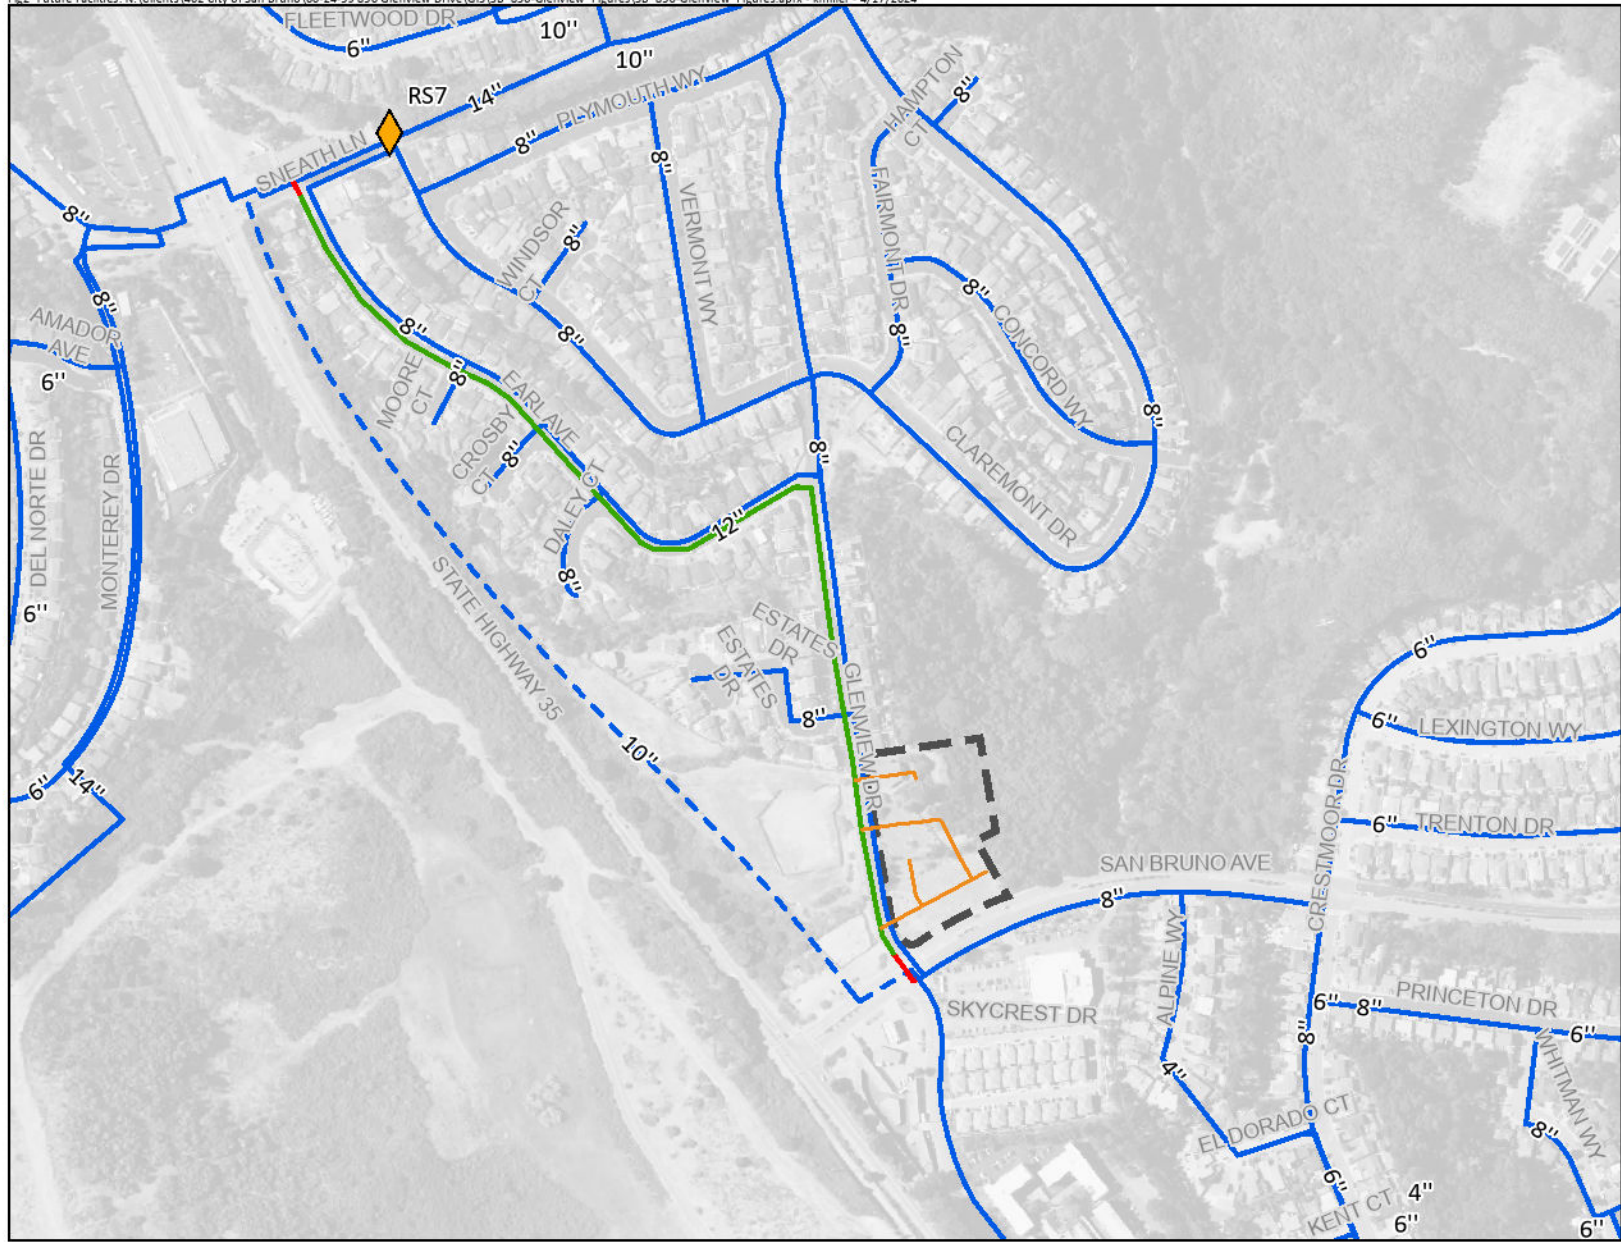 FLEETWOOD DR
6"
10"
10"
RS7
14"
PLYMOUTH WY
HAMPTON
CT
8"
SNEATH LN
8"
8"
8"
VERMONT WY
FAIRMONT DR
WINDSOR
CT
8"
8"
8"
AMADOR
AVE
6"
8"
MOORE
CT
8"
EARL AVE
8"
8"
CONCORD WY
8"
8"
CROSBY
CT
8"
8"
CLAREMONT DR
DEL NORTE DR
MONTEREY DR
DALEY CT
12"
8"
STATE HIGHWAY 35
6"
ESTATES
DR
ESTATES
DR
GLENVIEW DR
8"
6"
6"
LEXINGTON WY
10"
6"
14"
CRESTMOOR DR
6"
TRENTON DR
SAN BRUNO AVE
8"
ALPINE WY
SKYCREST DR
6"
8"
PRINCETON DR
6"
8"
WHITMAN WY
4"
EL DORADO CT
8"
6"
KENT CT
4"
6"
6"